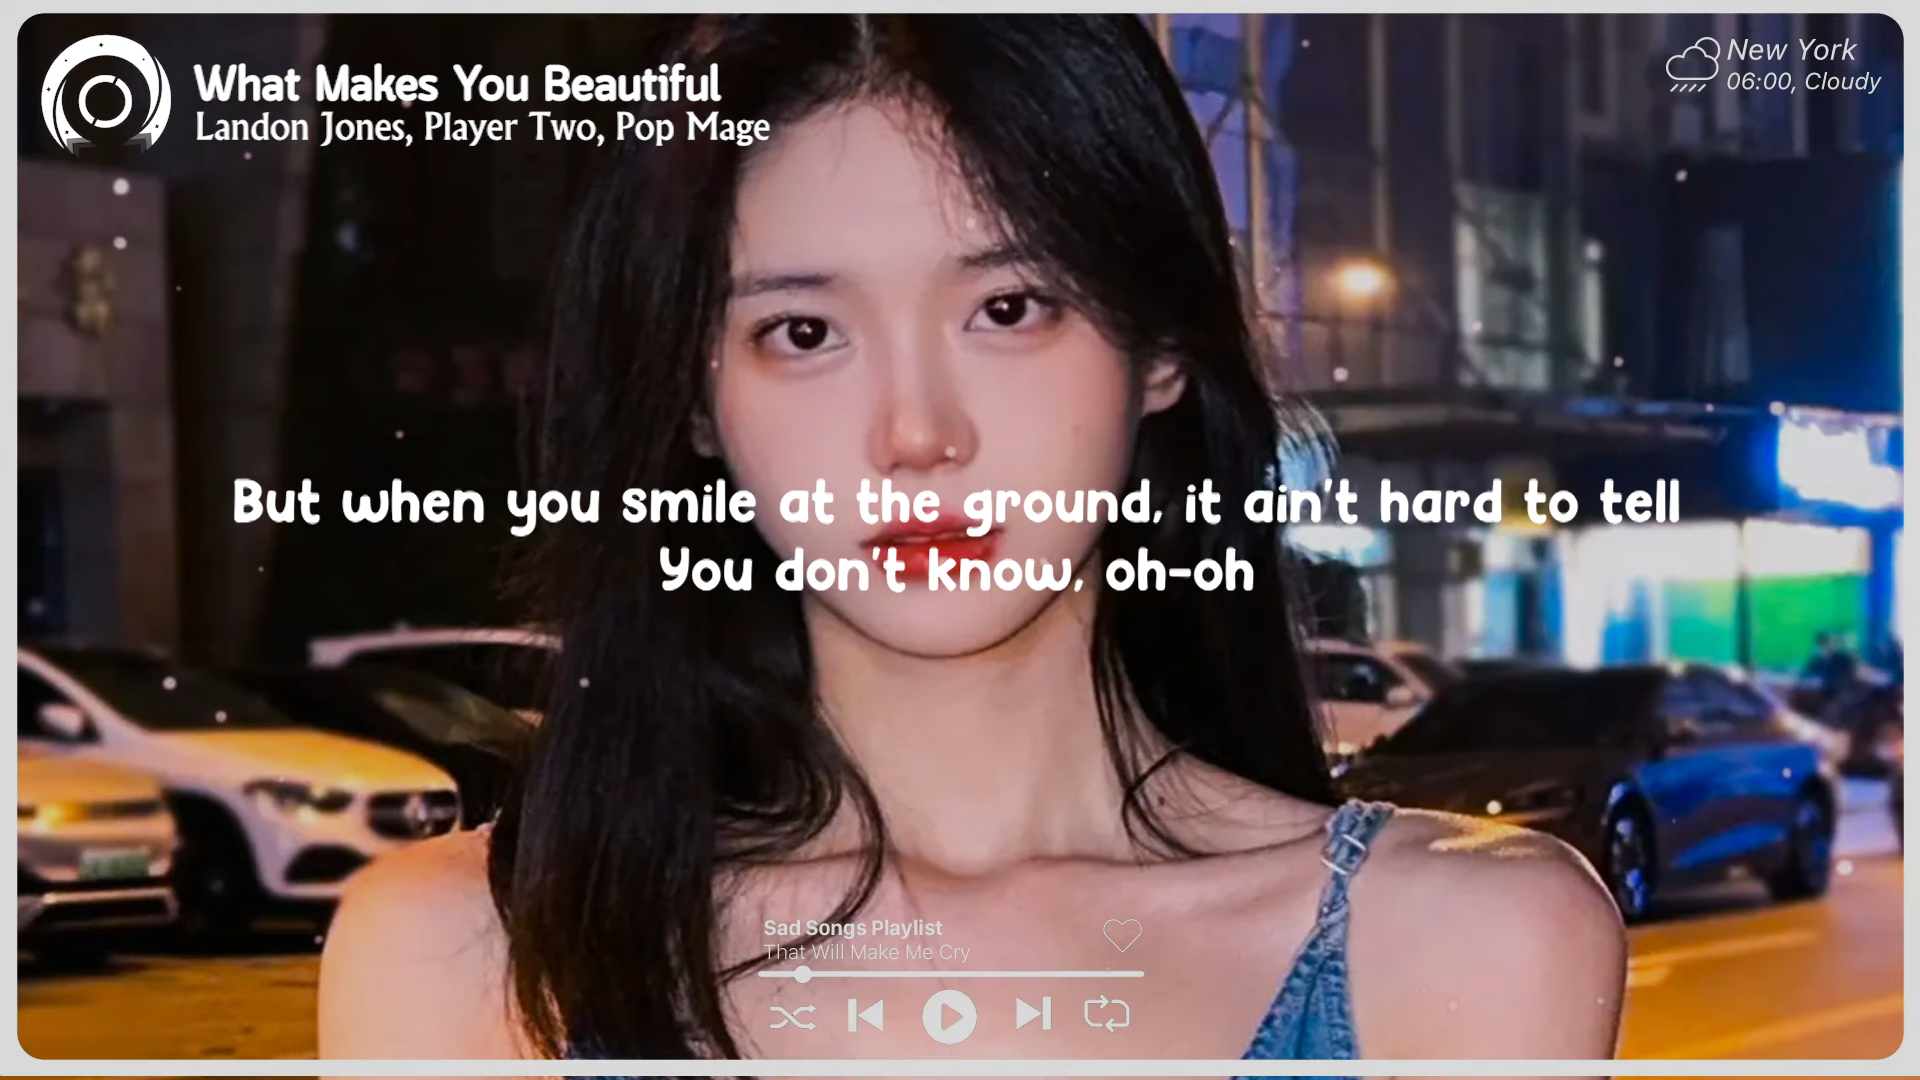 What Makes You Beautiful
Landon Jones, Player Two, Pop Mage
New York
06:00, Cloudy
But when you smile at the ground, it ain't hard to tell
You don't know, oh-oh
Sad Songs Playlist
That Will Make Me Cry